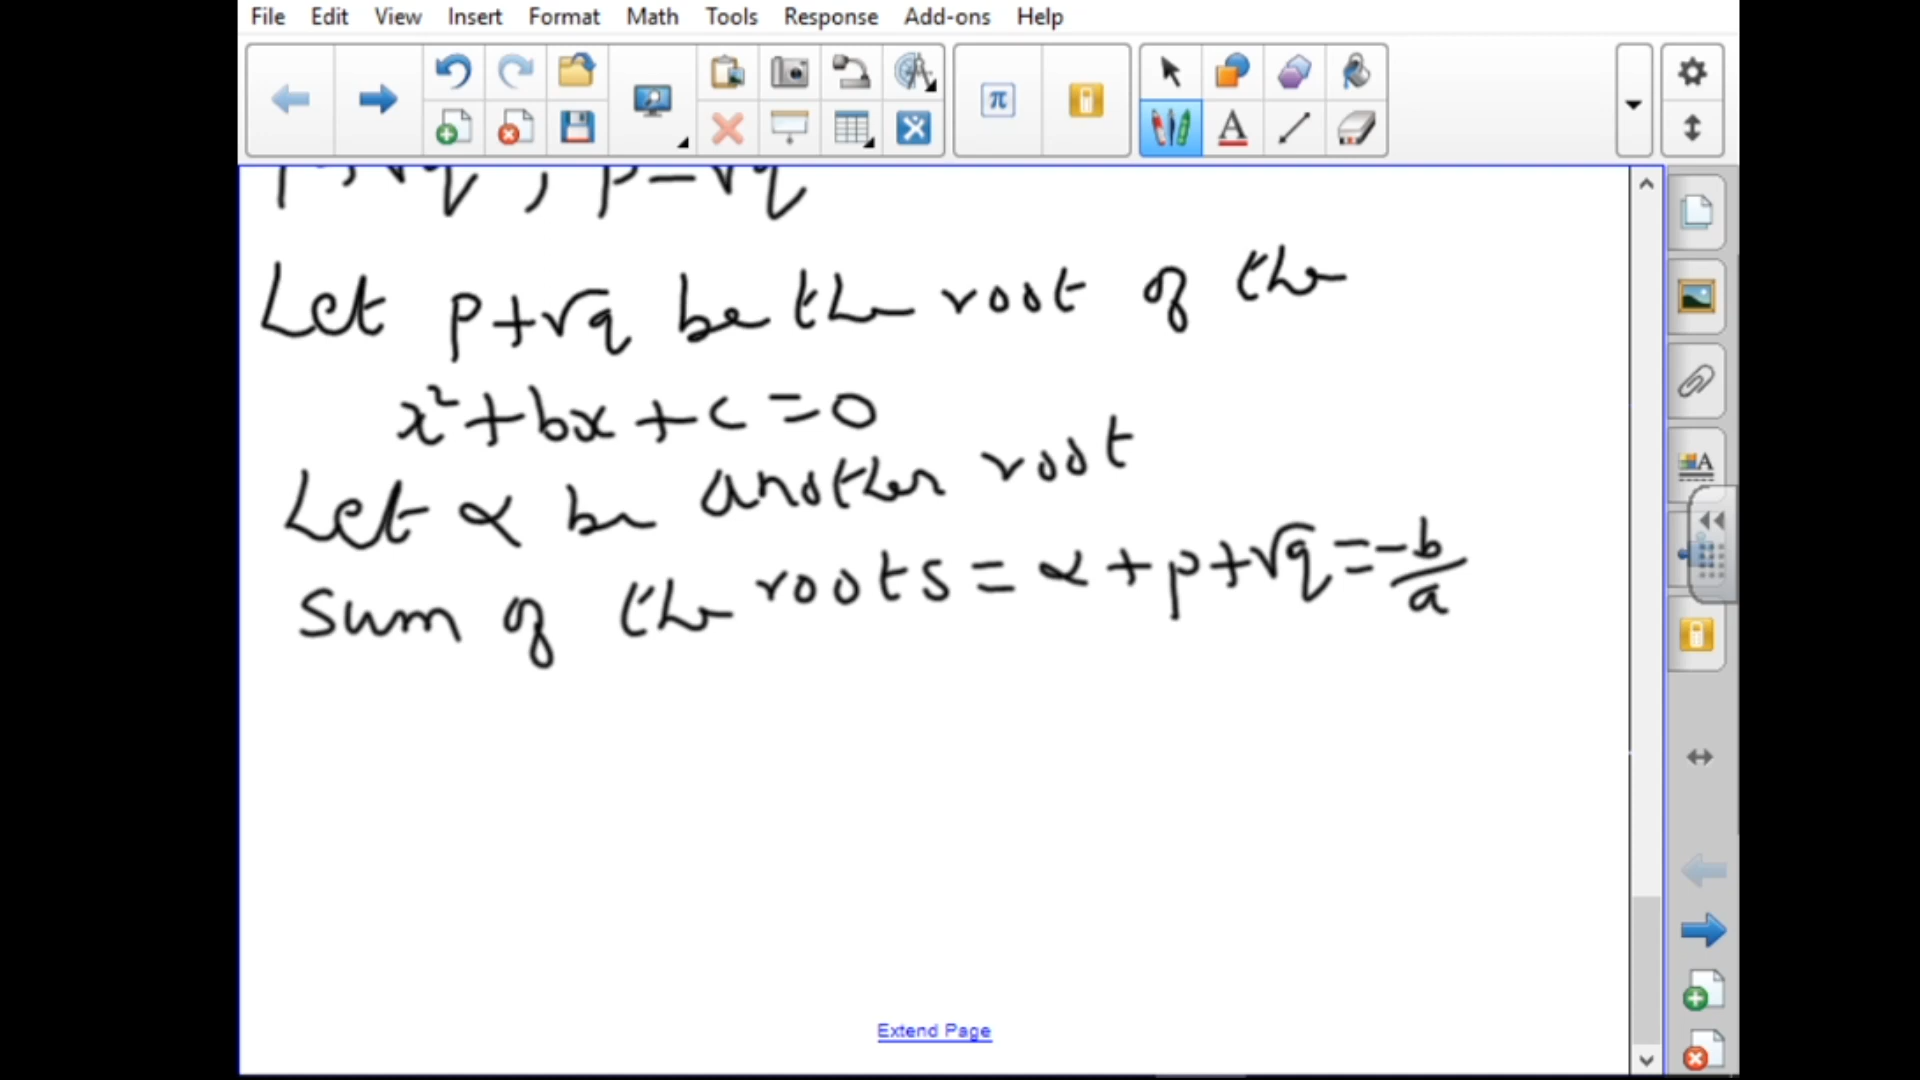 File Edit View Insert Format Math Tools Response Add-ons Help
p+√q , p-√q
Let p+√q be the root of the
x²+bx+c=0
Let α be another root
sum of the roots = α+p+√q = -b/a
Extend Page